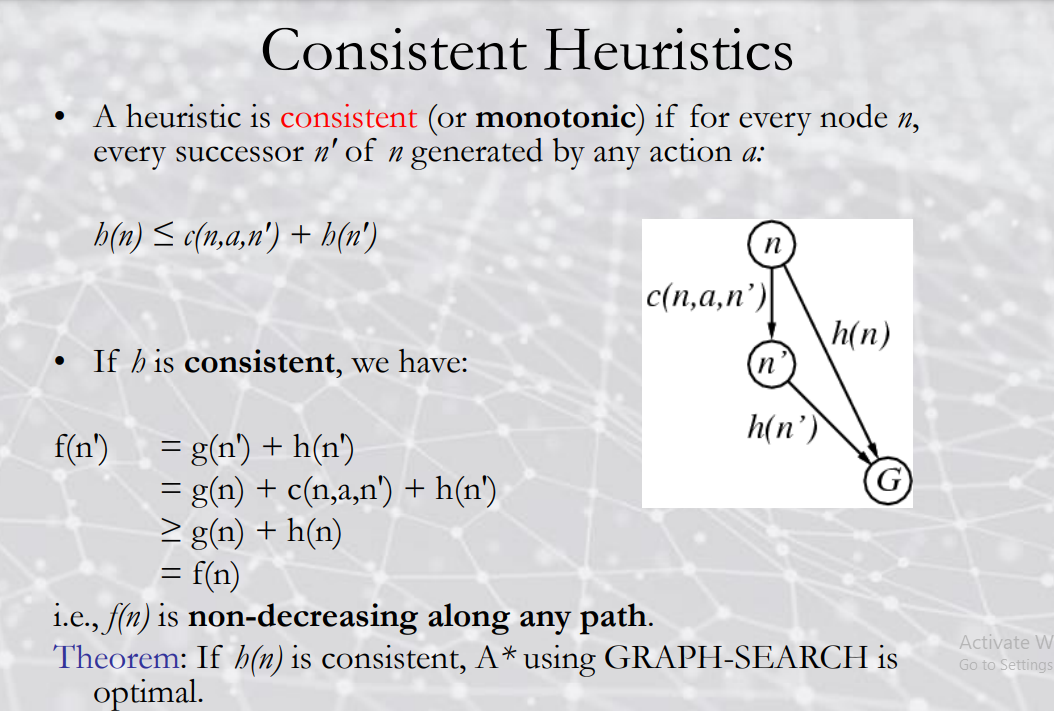 Consistent Heuristics
• A heuristic is consistent (or monotonic) if for every node n,
every successor n' of n generated by any action a:
h(n) ≤ c(n,a,n') + h(n')
n
c(n,a,n’)
h(n)
n’
h(n’)
G
• If h is consistent, we have:
f(n') = g(n') + h(n')
= g(n) + c(n,a,n') + h(n')
≥ g(n) + h(n)
= f(n)
i.e., f(n) is non-decreasing along any path.
Theorem: If h(n) is consistent, A* using GRAPH-SEARCH is
optimal.
Activate W
Go to Settings